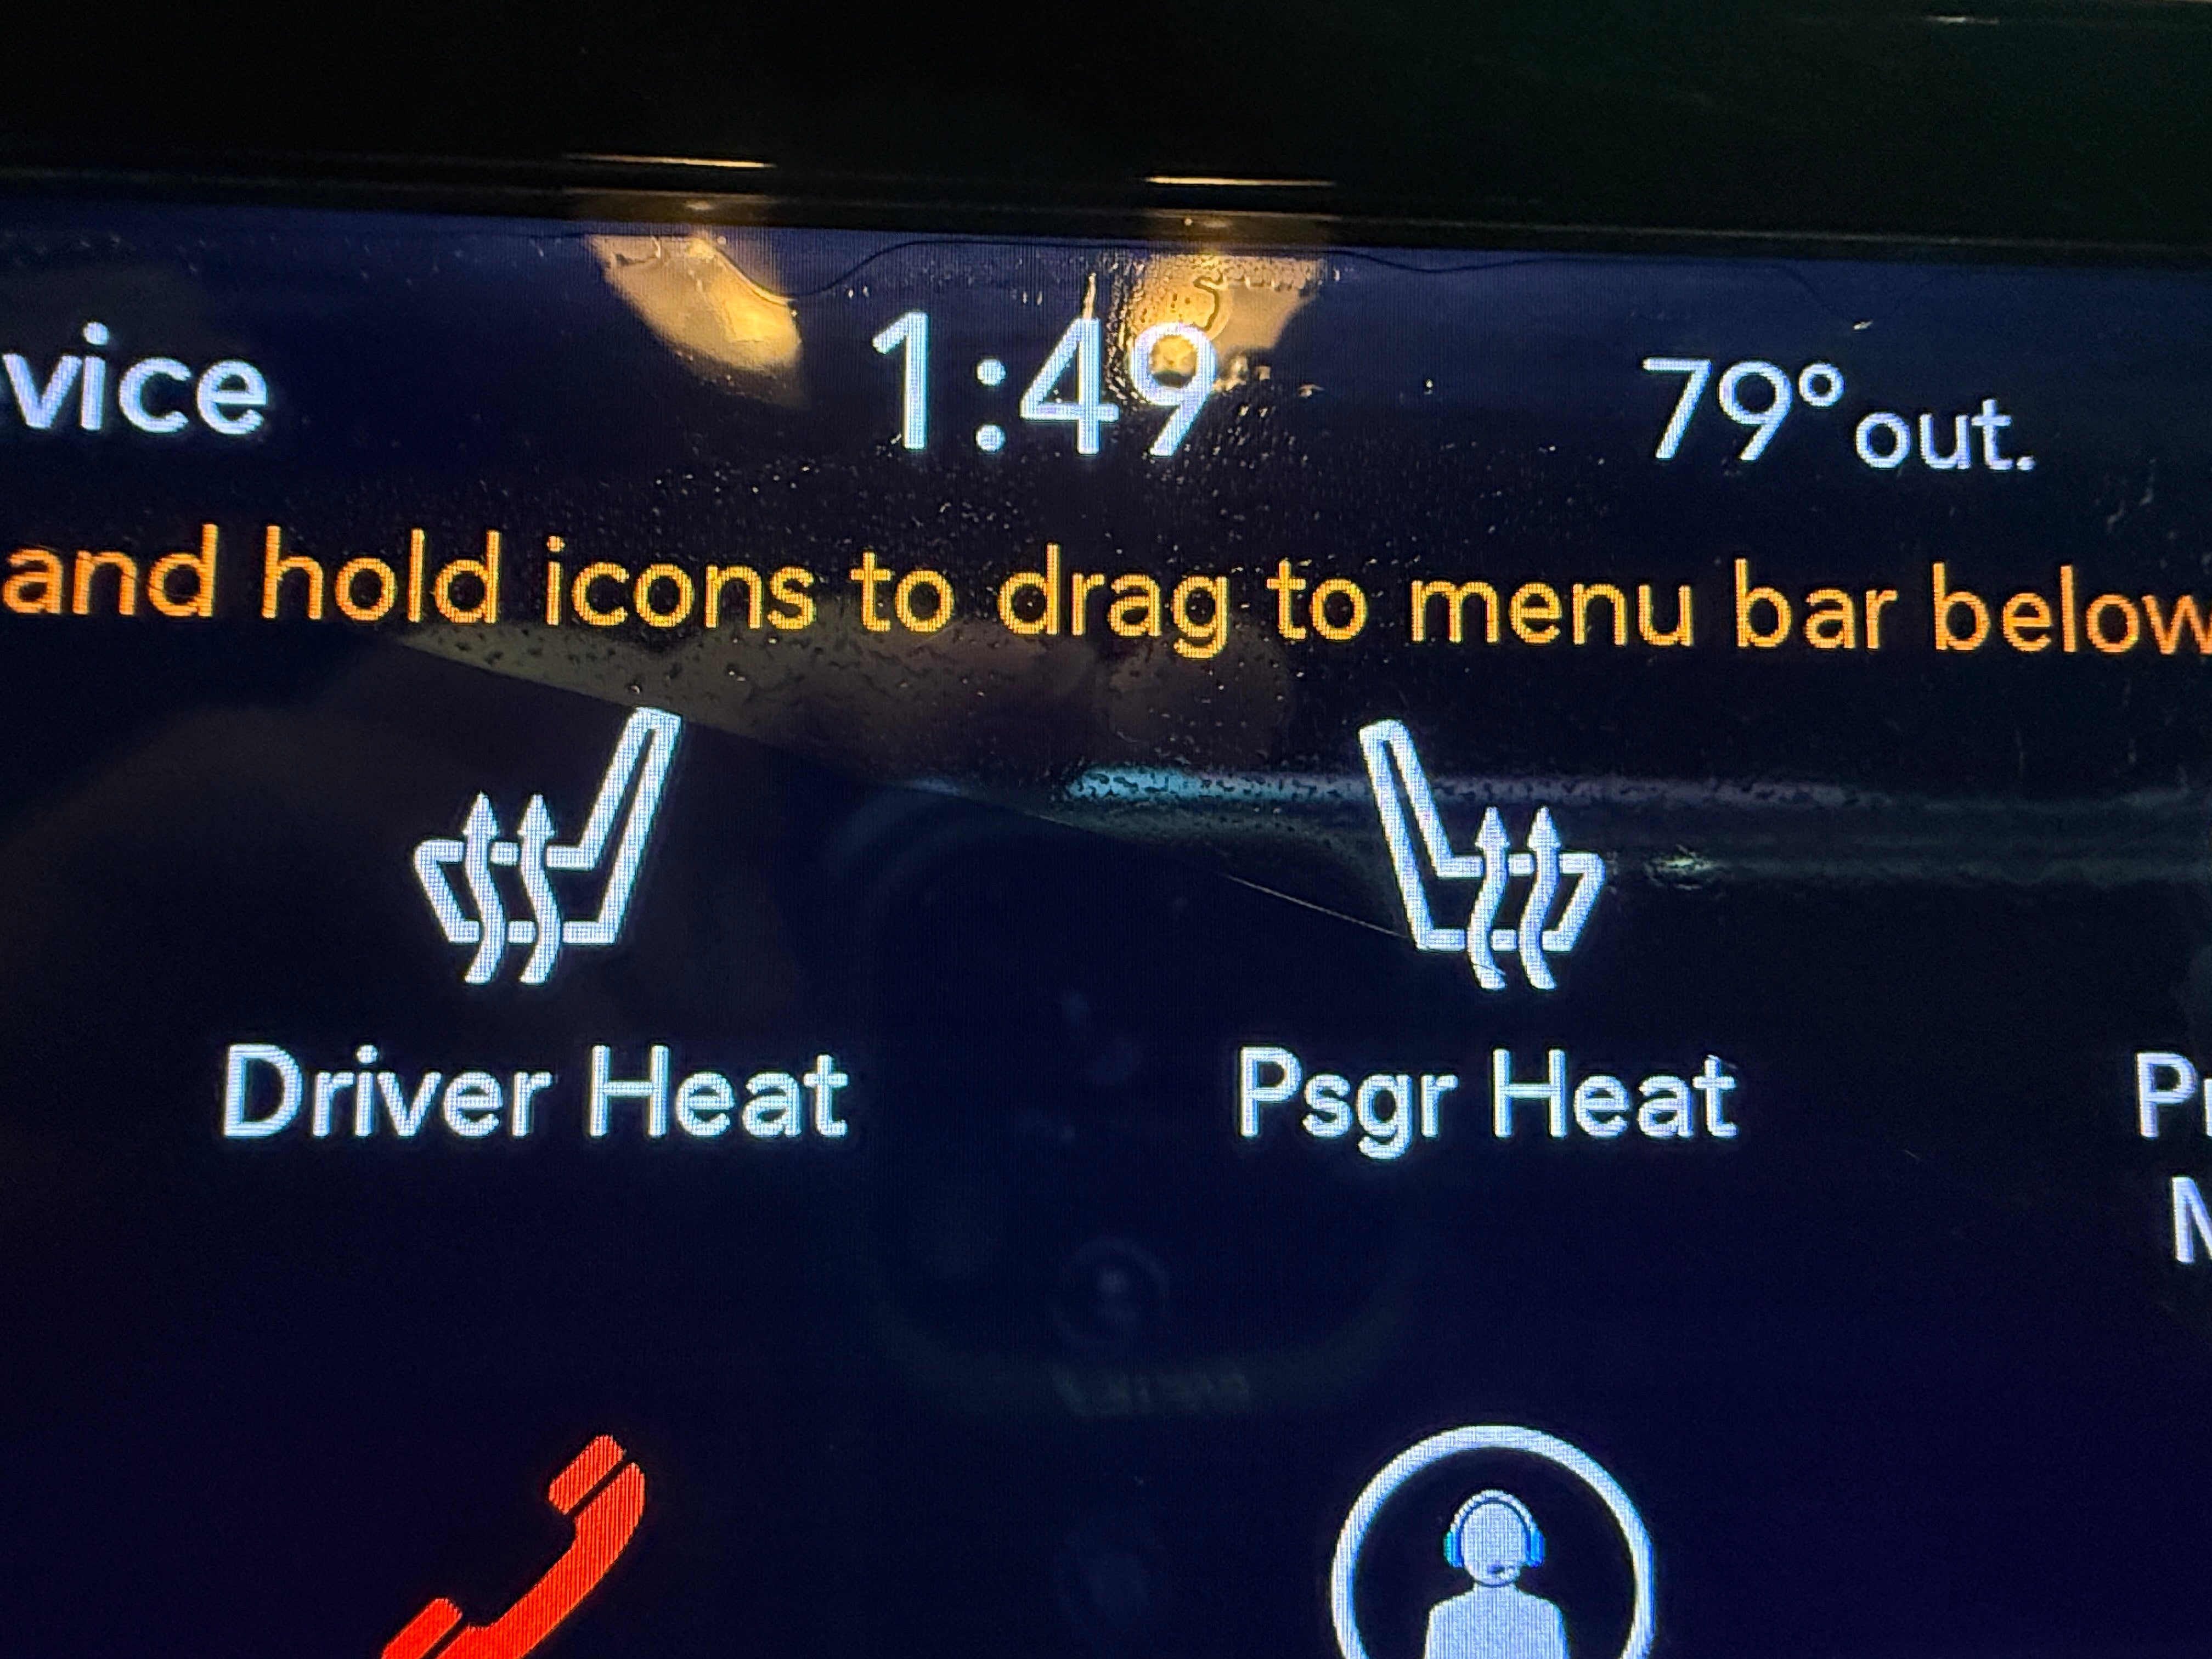 vice
1:49
79° out.
and hold icons to drag to menu bar below
Driver Heat
Psgr Heat